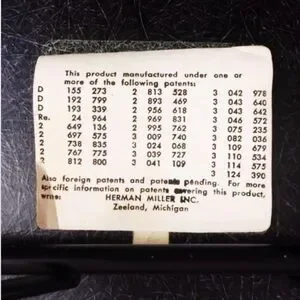 This product manufactured under one or
more of the following patents:
D 155 273 2 813 528 3 042 978
D 192 799 2 893 469 3 043 640
D 193 339 2 956 618 3 043 642
Re. 24 964 2 969 831 3 046 572
2 649 136 2 995 762 3 075 235
2 697 575 3 009 740 3 082 036
2 738 835 3 024 068 3 109 679
2 767 775 3 039 727 3 110 534
2 812 800 3 041 109 3 114 575
3 124 390
Also foreign patents and patents pending. For more
specific information on patents covering this product,
write: HERMAN MILLER INC.
Zeeland, Michigan